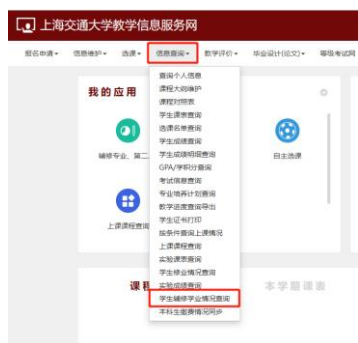 上海交通大学教学信息服务网
报名申请 信息维护 选课 信息查询 教学评价 毕业设计(论文) 等级考试网
我的应用
查询个人信息
课程大纲维护
课程对照表
学生课表查询
选课名单查询
学生成绩查询
学生成绩明细查询
GPA/学积分查询
考试信息查询
专业培养计划查询
教学进度查询导出
学生证书打印
按条件查询上课情况
上课课程查询
实验课表查询
学生修业情况查询
实验成绩查询
学生辅修学业情况查询
本科生缴费情况同步
辅修专业、第二
自主选课
上课课程查询
课程
本学期课表